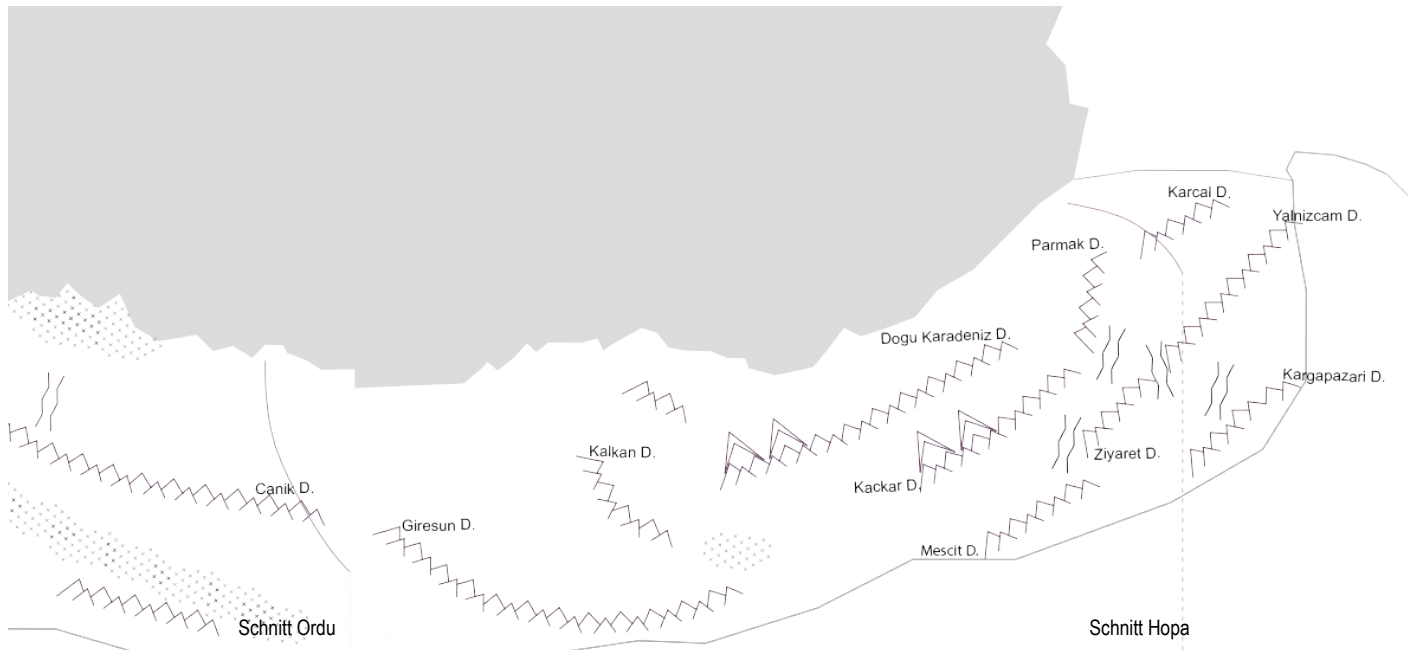 Karcal D.
Yalnizcam D.
Parmak D.
Dogu Karadeniz D.
Kargapazari D.
Kalkan D.
Ziyaret D.
Kackar D.
Canik D.
Giresun D.
Mescit D.
Schnitt Ordu
Schnitt Hopa